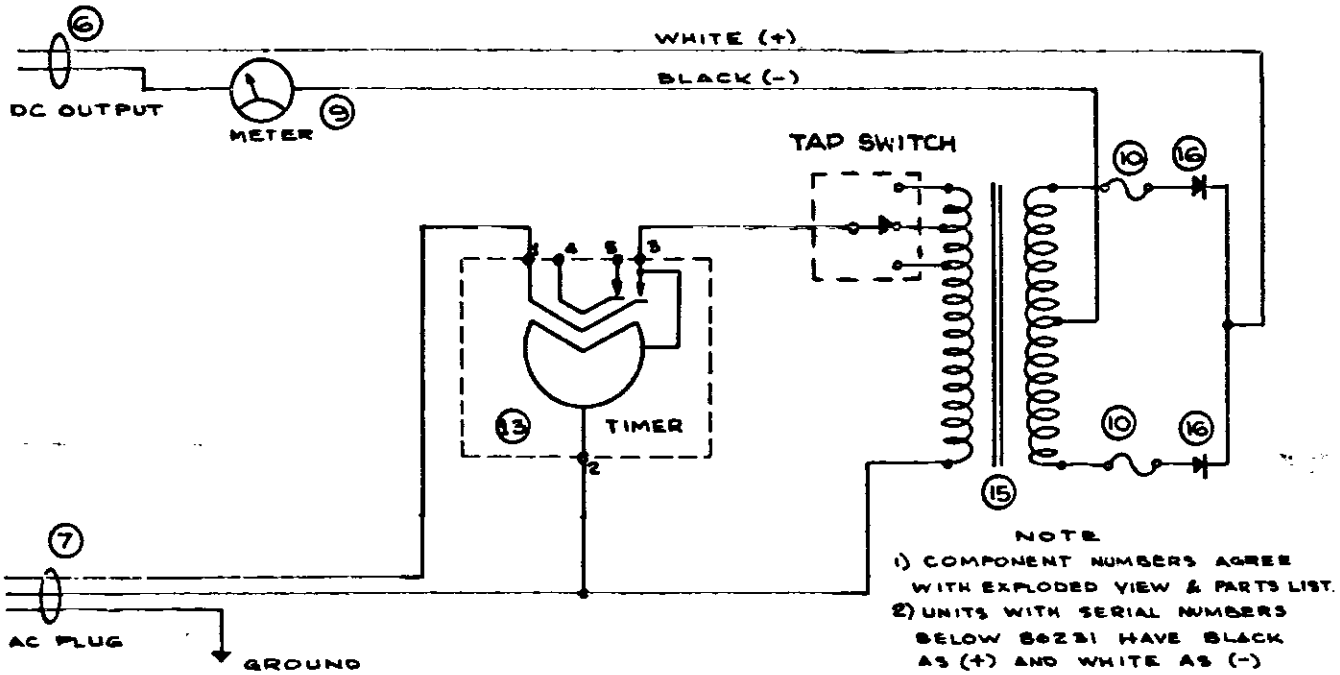 6
WHITE (+)
BLACK (-)
DC OUTPUT
METER
9
TAP SWITCH
10
16
4
3
13
TIMER
2
10
16
15
7
AC PLUG
GROUND
NOTE
1) COMPONENT NUMBERS AGREE
WITH EXPLODED VIEW & PARTS LIST.
2) UNITS WITH SERIAL NUMBERS
BELOW HAVE BLACK
AS (+) AND WHITE AS (-)